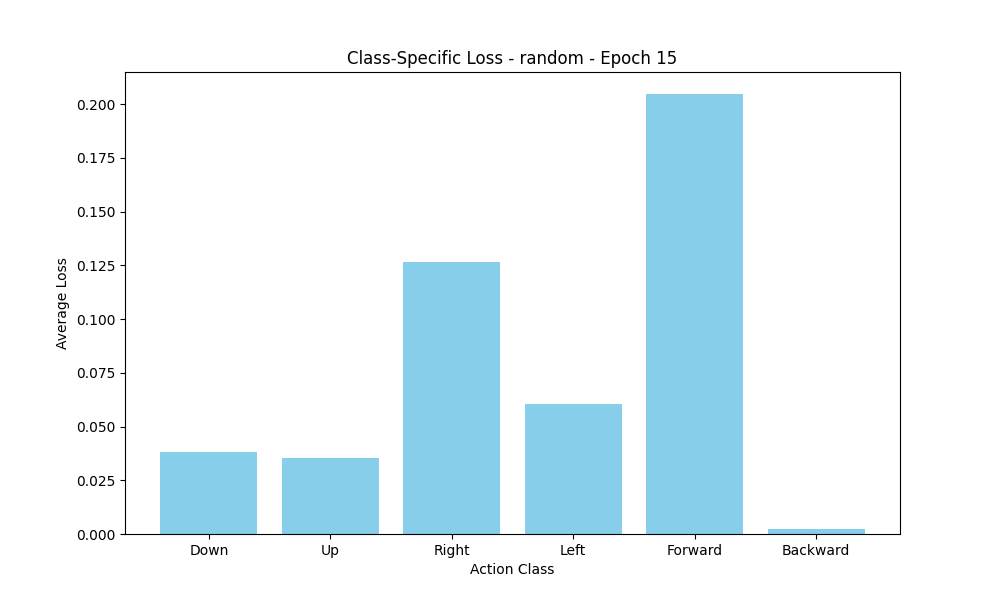 Class-Specific Loss - random - Epoch 15
0.200
0.175
0.150
0.125
0.100
0.075
0.050
0.025
0.000
Average Loss
Down Up Right Left Forward Backward
Action Class